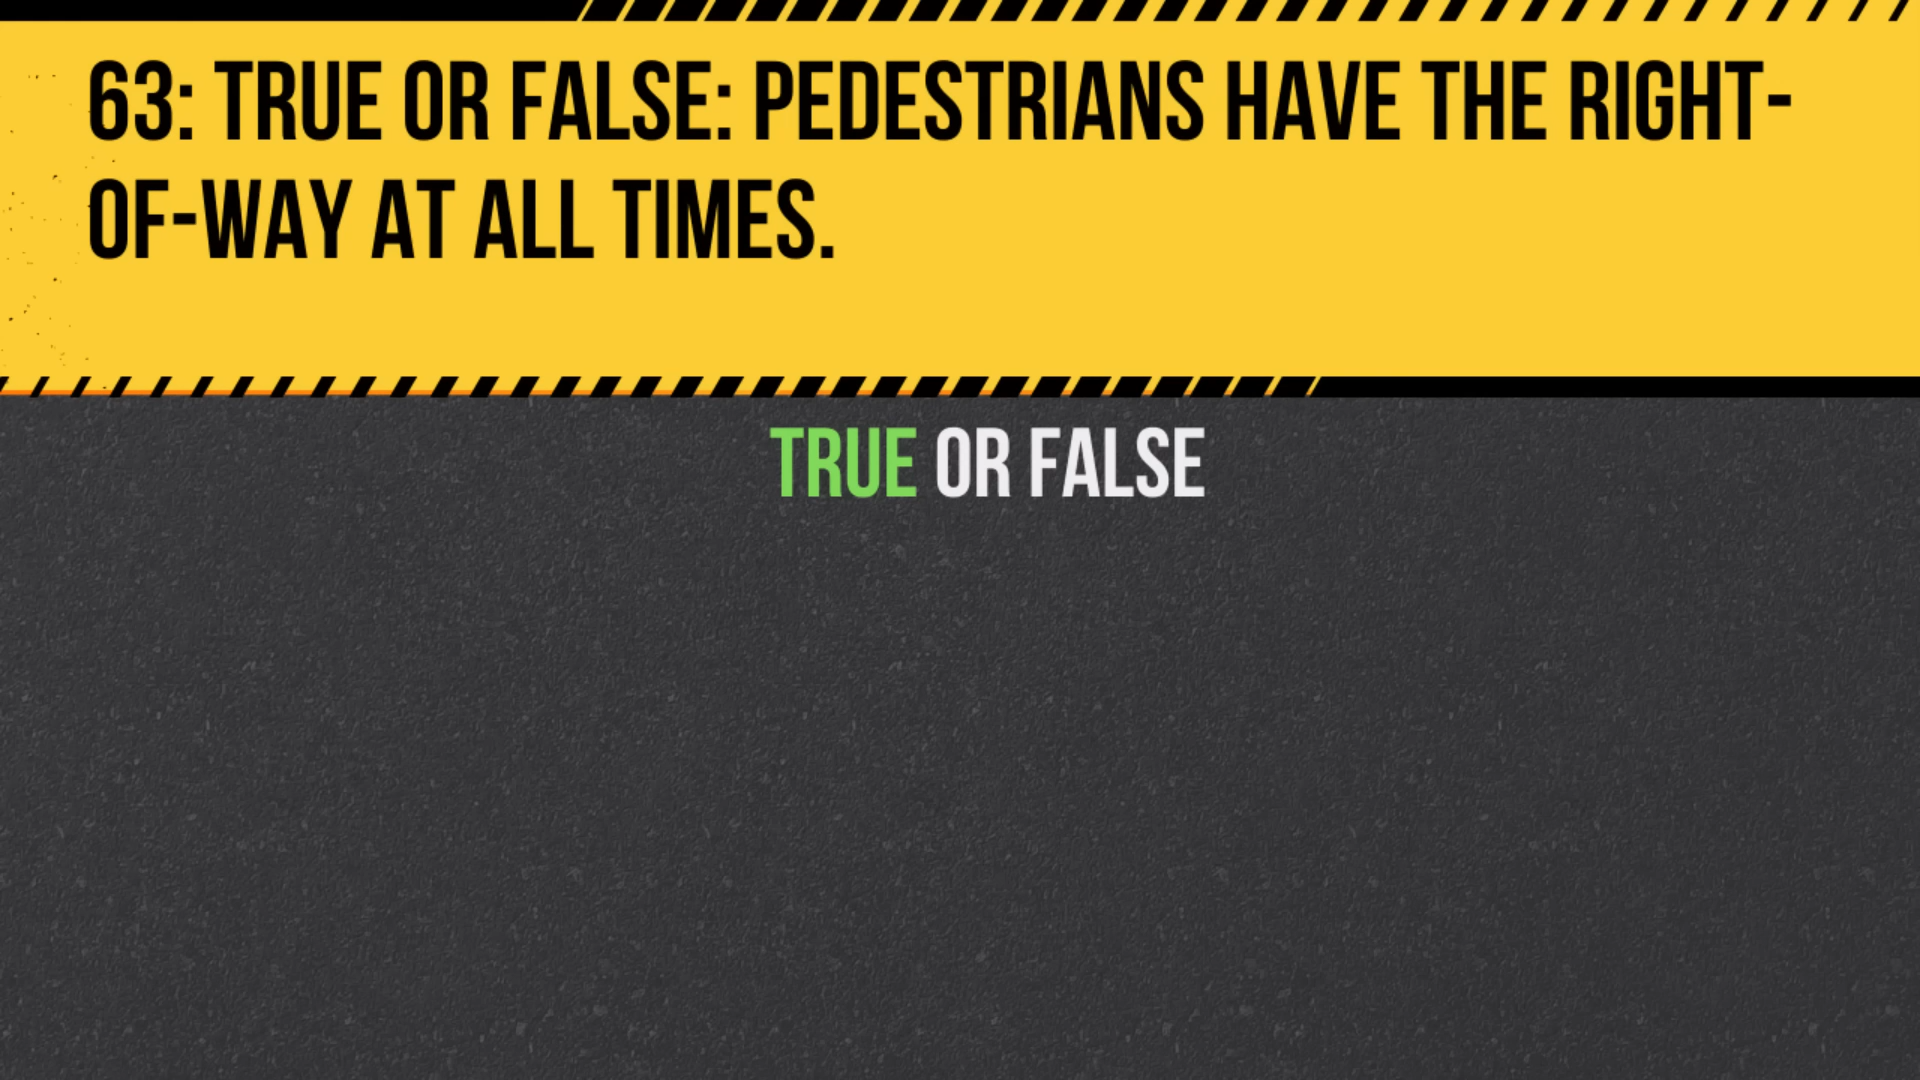 63: TRUE OR FALSE: PEDESTRIANS HAVE THE RIGHT-
OF-WAY AT ALL TIMES.
TRUE OR FALSE